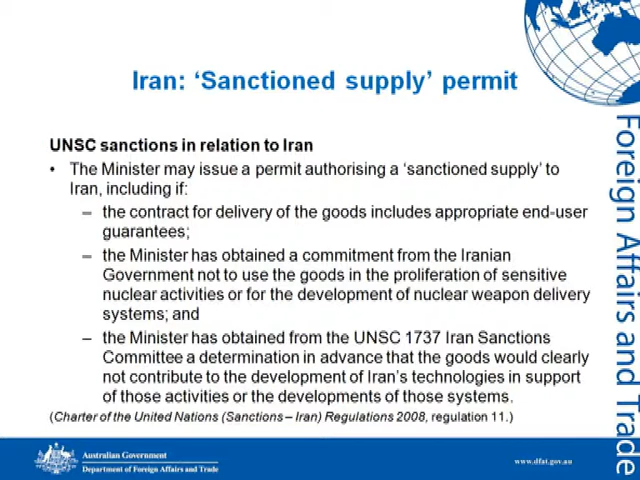 Iran: ‘Sanctioned supply’ permit
UNSC sanctions in relation to Iran
• The Minister may issue a permit authorising a ‘sanctioned supply’ to
Iran, including if:
– the contract for delivery of the goods includes appropriate end-user
guarantees;
– the Minister has obtained a commitment from the Iranian
Government not to use the goods in the proliferation of sensitive
nuclear activities or for the development of nuclear weapon delivery
systems; and
– the Minister has obtained from the UNSC 1737 Iran Sanctions
Committee a determination in advance that the goods would clearly
not contribute to the development of Iran’s technologies in support
of those activities or the developments of those systems.
(Charter of the United Nations (Sanctions – Iran) Regulations 2008, regulation 11.)
Foreign Affairs and Trade
Australian Government
Department of Foreign Affairs and Trade
www.dfat.gov.au